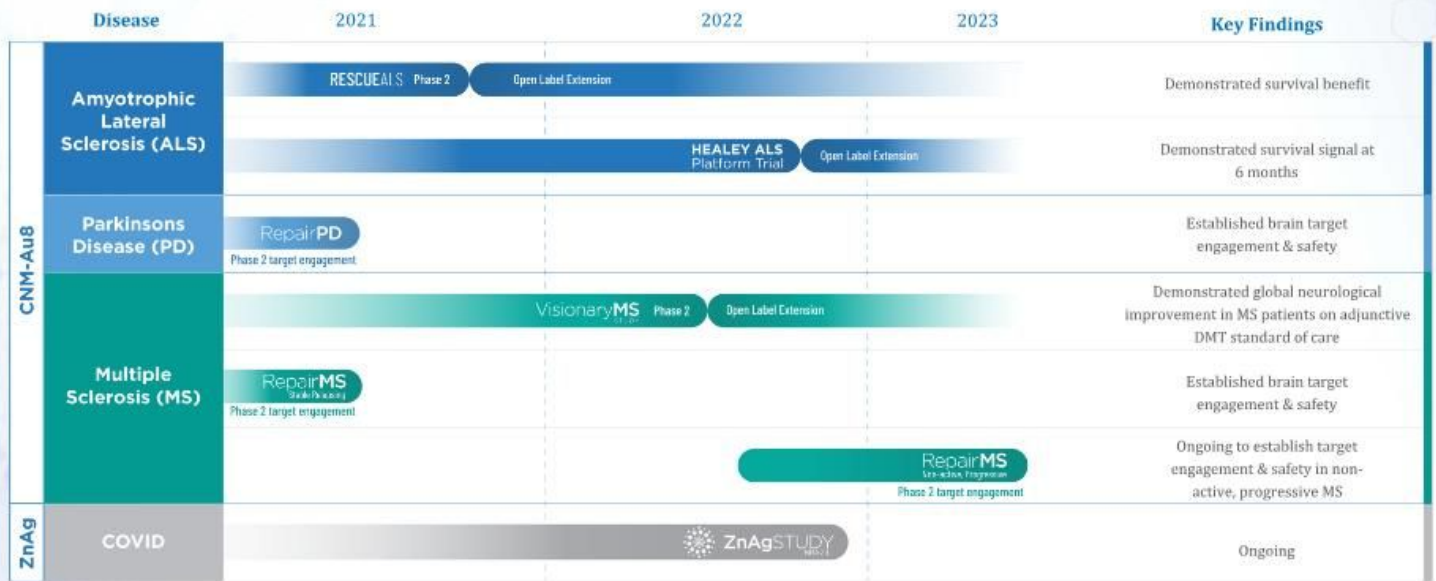 Disease 2021 2022 2023 Key Findings
CNM-Au8
Amyotrophic
Lateral
Sclerosis (ALS)
RESCUEALS Phase 2 Open Label Extension
Demonstrated survival benefit
HEALEY ALS
Platform Trial
Open Label Extension
Demonstrated survival signal at
6 months
Parkinsons
Disease (PD)
RepairPD
Phase 2 target engagement
Established brain target
engagement & safety
Multiple
Sclerosis (MS)
VisionaryMS Phase 2 Open Label Extension
Demonstrated global neurological
improvement in MS patients on adjunctive
DMT standard of care
RepairMS
Phase 2 target engagement
Established brain target
engagement & safety
RepairMS
Non-active, Progressive
Phase 2 target engagement
Ongoing to establish target
engagement & safety in non-
active, progressive MS
ZnAg
COVID
ZnAgSTUDY
Ongoing